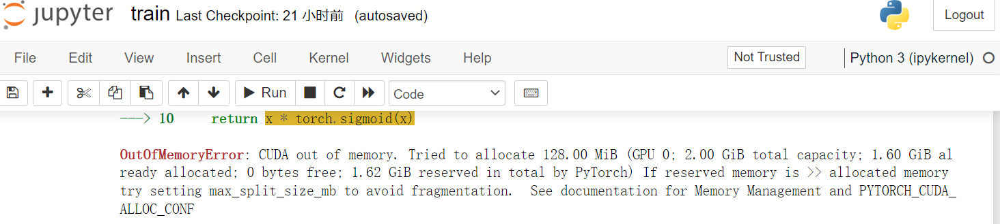 jupyter train Last Checkpoint: 21 小时前 (autosaved) Logout
File Edit View Insert Cell Kernel Widgets Help Not Trusted Python 3 (ipykernel)
Run Code
---> 10 return x * torch.sigmoid(x)
OutOfMemoryError: CUDA out of memory. Tried to allocate 128.00 MiB (GPU 0; 2.00 GiB total capacity; 1.60 GiB al
ready allocated; 0 bytes free; 1.62 GiB reserved in total by PyTorch) If reserved memory is >> allocated memory
try setting max_split_size_mb to avoid fragmentation.  See documentation for Memory Management and PYTORCH_CUDA_
ALLOC_CONF